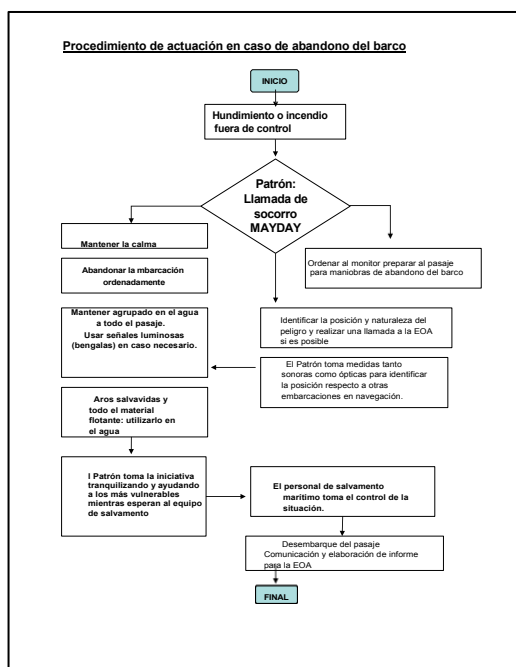 Procedimiento de actuación en caso de abandono del barco
INICIO
Hundimiento o incendio
fuera de control
Patrón:
Llamada de
socorro
MAYDAY
Mantener la calma
Ordenar al monitor preparar al pasaje
para maniobras de abandono del barco
Abandonar la mbarcación
ordenadamente
Mantener agrupado en el agua
a todo el pasaje.
Usar señales luminosas
(bengalas) en caso necesario.
Identificar la posición y naturaleza del
peligro y realizar una llamada a la EOA
si es posible
El Patrón toma medidas tanto
sonoras como ópticas para identificar
la posición respecto a otras
embarcaciones en navegación.
Aros salvavidas y
todo el material
flotante: utilizarlo en
el agua
l Patrón toma la iniciativa
tranquilizando y ayudando
a los más vulnerables
mientras esperan al equipo
de salvamento
El personal de salvamento
marítimo toma el control de la
situación.
Desembarque del pasaje
Comunicación y elaboración de informe
para la EOA
FINAL